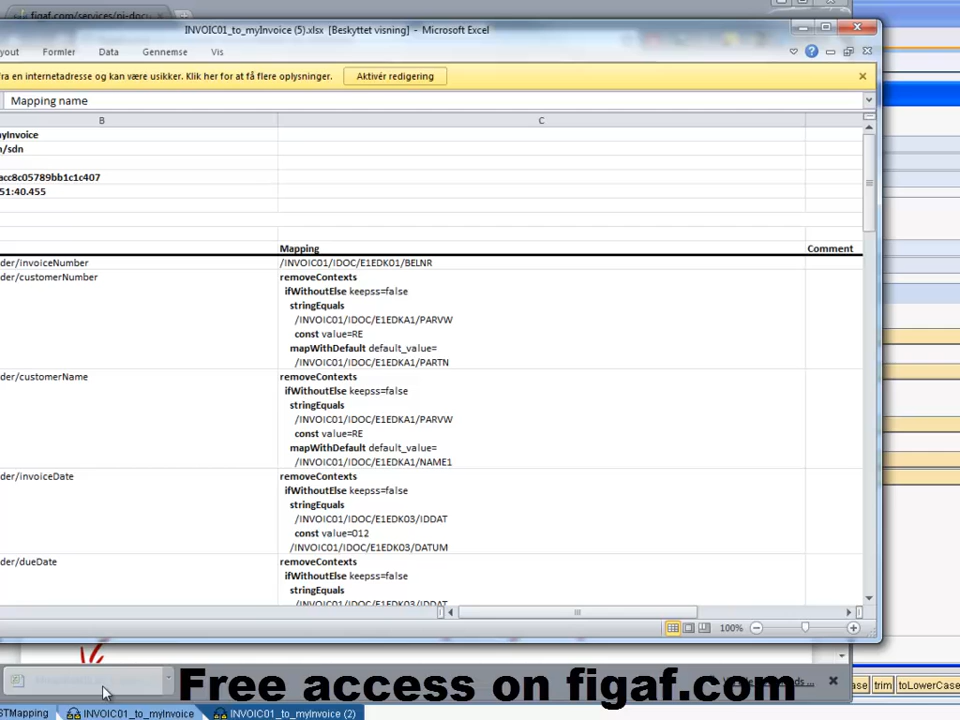 figaf.com/services/pi-docu
INVOIC01_to_myInvoice (5).xlsx [Beskyttet visning] - Microsoft Excel
yout Formler Data Gennemse Vis
ra en internetadresse og kan være usikker. Klik her for at få flere oplysninger. Aktivér redigering
Mapping name
B C
myInvoice
n/sdn
acc8c05789bb1c1c407
51:40.455
Mapping Comment
der/invoiceNumber /INVOIC01/IDOC/E1EDK01/BELNR
der/customerNumber removeContexts
ifWithoutElse keepss=false
stringEquals
/INVOIC01/IDOC/E1EDKA1/PARVW
const value=RE
mapWithDefault default_value=
/INVOIC01/IDOC/E1EDKA1/PARTN
der/customerName removeContexts
ifWithoutElse keepss=false
stringEquals
/INVOIC01/IDOC/E1EDKA1/PARVW
const value=RE
mapWithDefault default_value=
/INVOIC01/IDOC/E1EDKA1/NAME1
der/invoiceDate removeContexts
ifWithoutElse keepss=false
stringEquals
/INVOIC01/IDOC/E1EDK03/IDDAT
const value=012
/INVOIC01/IDOC/E1EDK03/DATUM
der/dueDate removeContexts
ifWithoutElse keepss=false
stringEquals
/INVOIC01/IDOC/E1EDK03/IDDAT
100%
Free access on figaf.com
ase trim toLowerCase
STMapping INVOIC01_to_myInvoice INVOIC01_to_myInvoice (2)